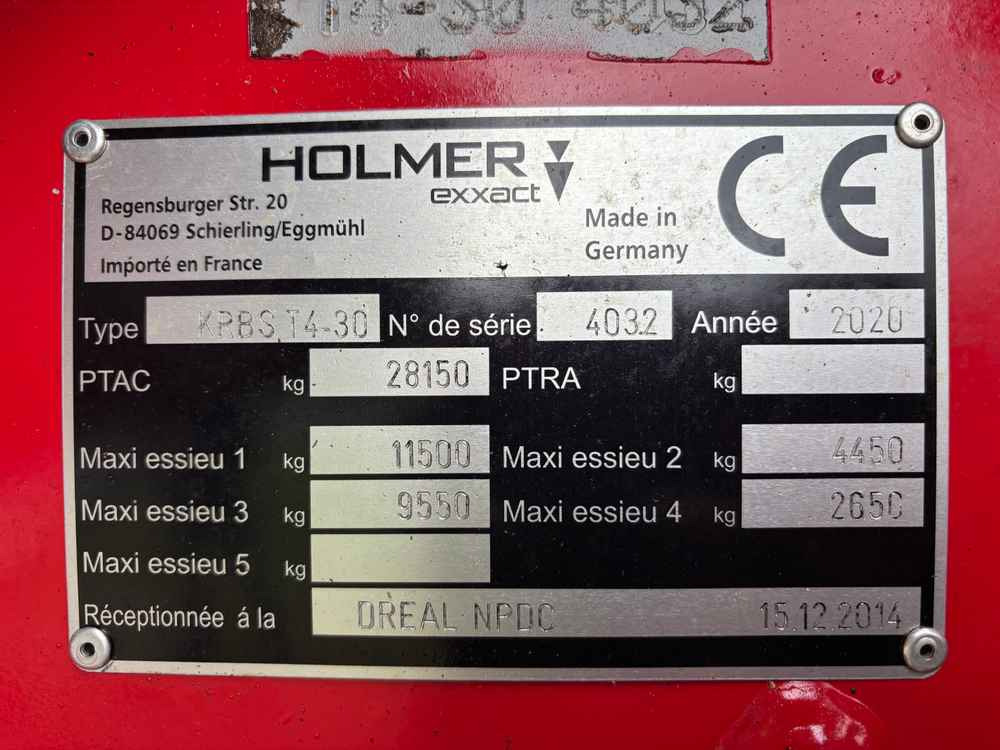 T4-30 4032
HOLMER
exxact
CE
Regensburger Str. 20
D-84069 Schierling/Eggmühl
Importé en France
Made in
Germany
Type KRBS T4-30 N° de série 4032 Année 2020
PTAC kg 28150 PTRA kg
Maxi essieu 1 kg 11500 Maxi essieu 2 kg 4450
Maxi essieu 3 kg 9550 Maxi essieu 4 kg 2650
Maxi essieu 5 kg
Réceptionnée á la DREAL NPDC 15.12.2014